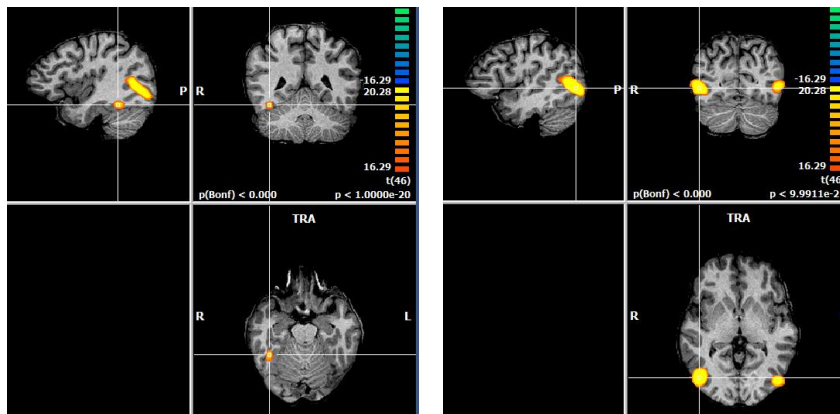 P
R
-16.29
20.28
16.29
t(46)
p(Bonf) < 0.000
p < 1.0000e-20
TRA
R
L
P
R
-16.29
20.28
16.29
t(46)
p(Bonf) < 0.000
p < 9.9911e-2
TRA
R